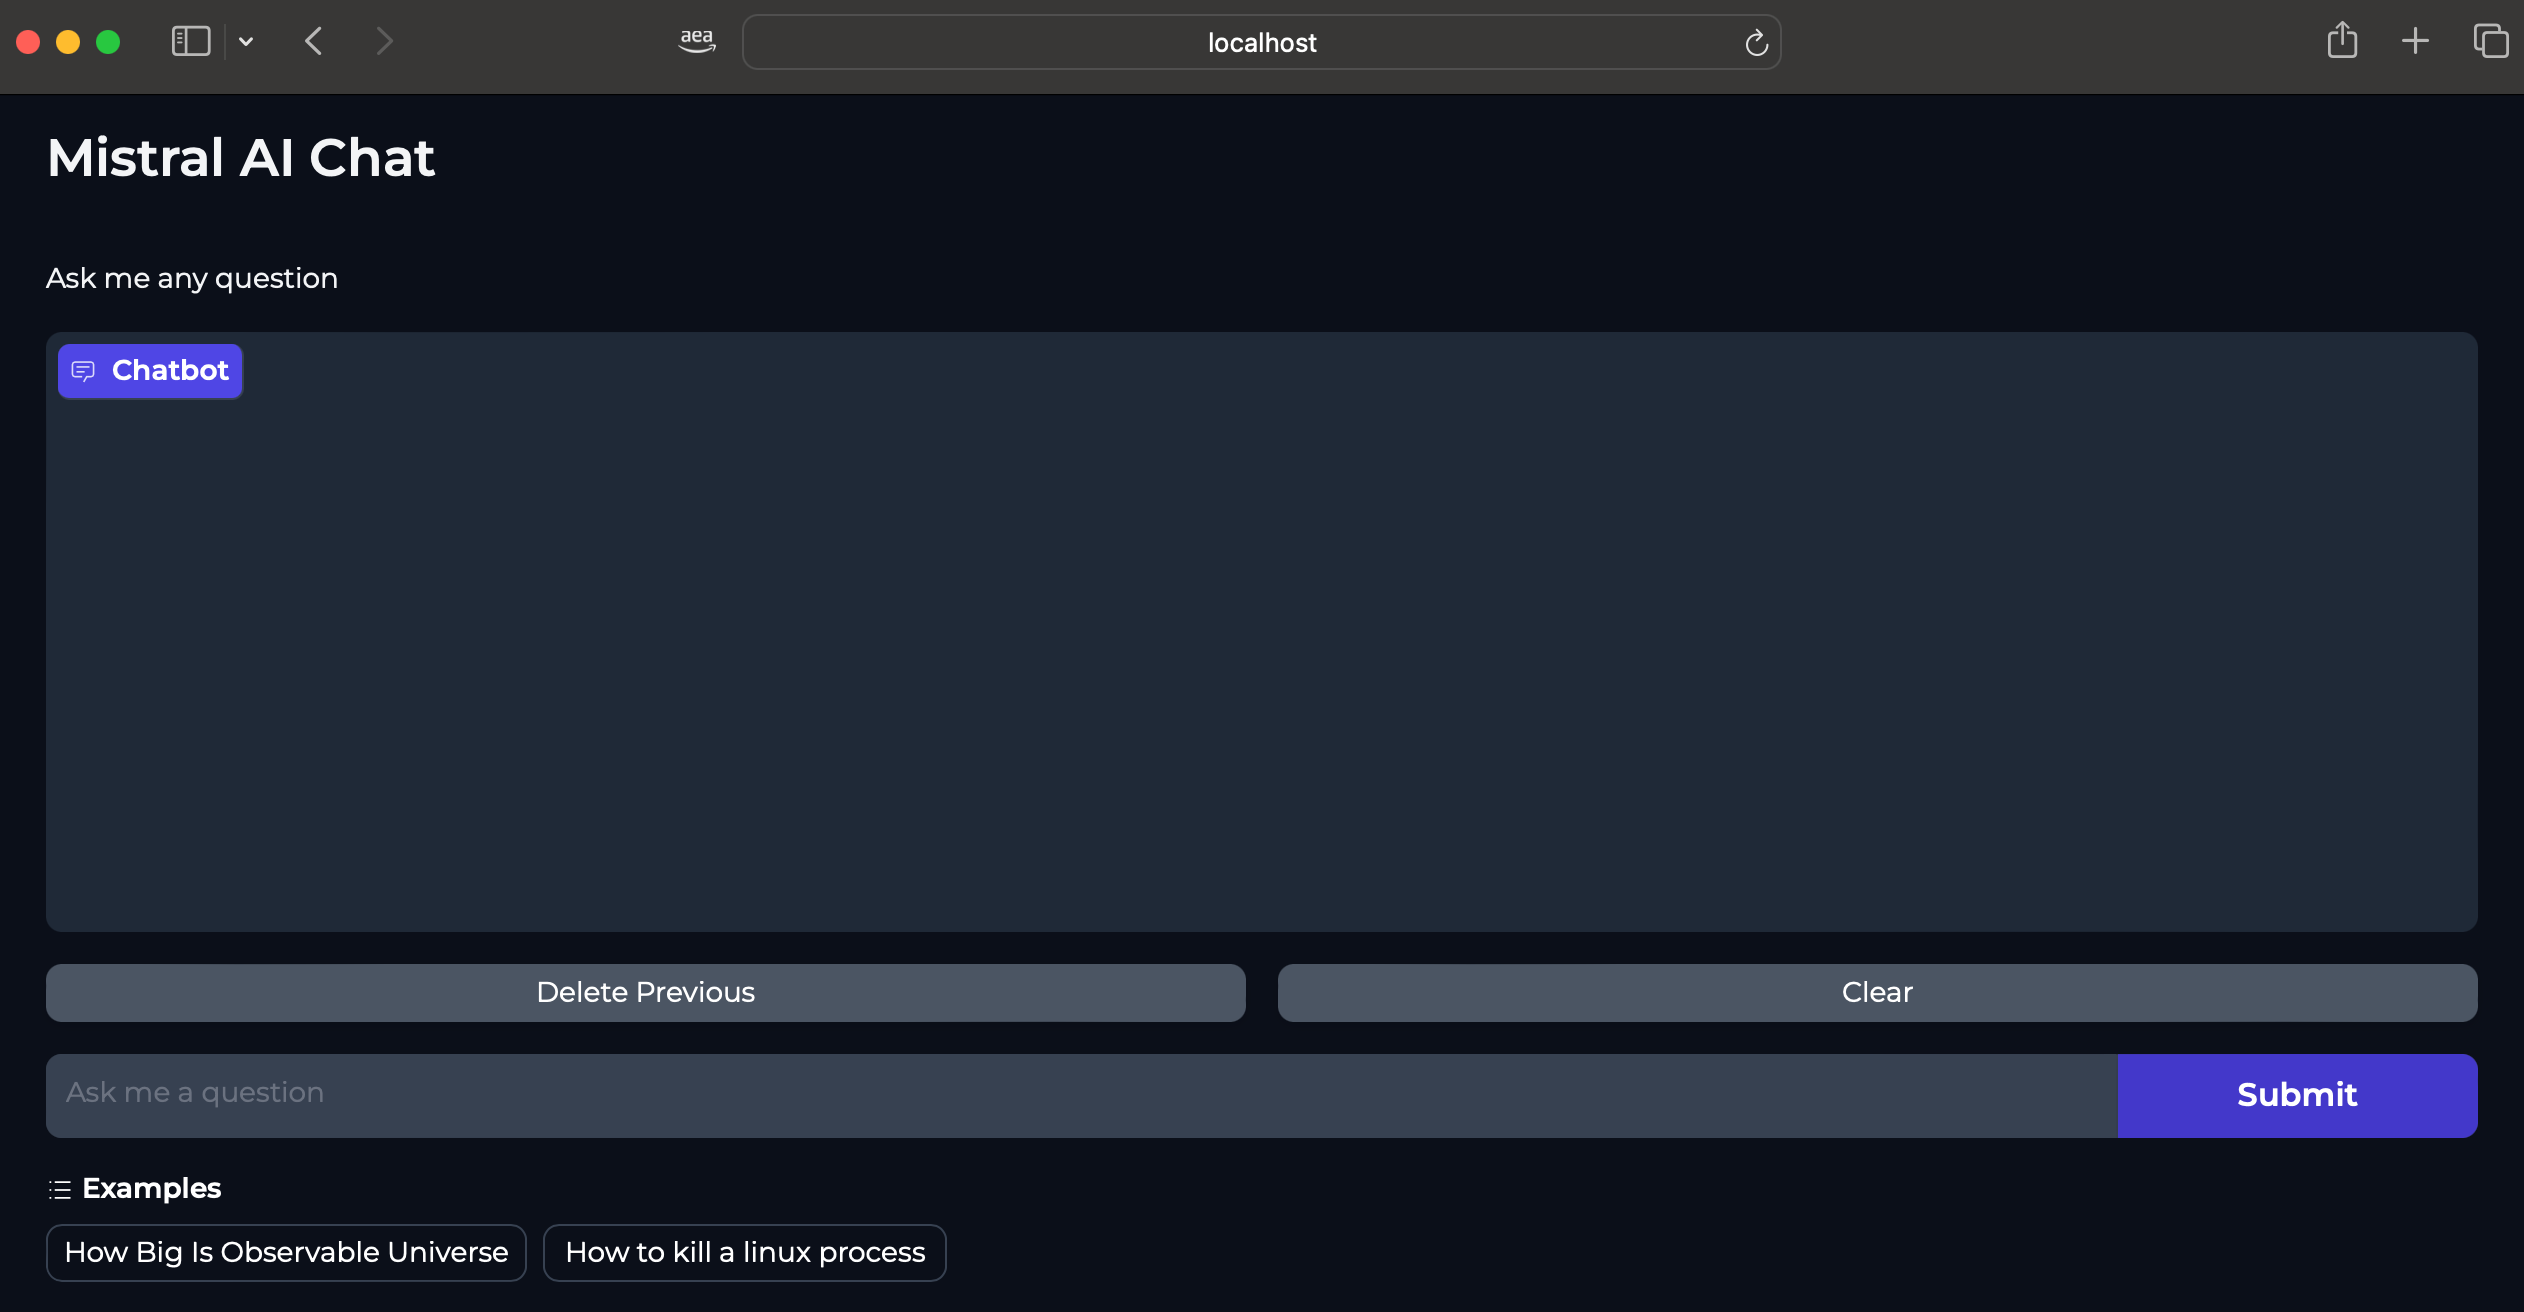 aea
localhost
Mistral AI Chat
Ask me any question
Chatbot
Delete Previous
Clear
Ask me a question
Submit
Examples
How Big Is Observable Universe
How to kill a linux process